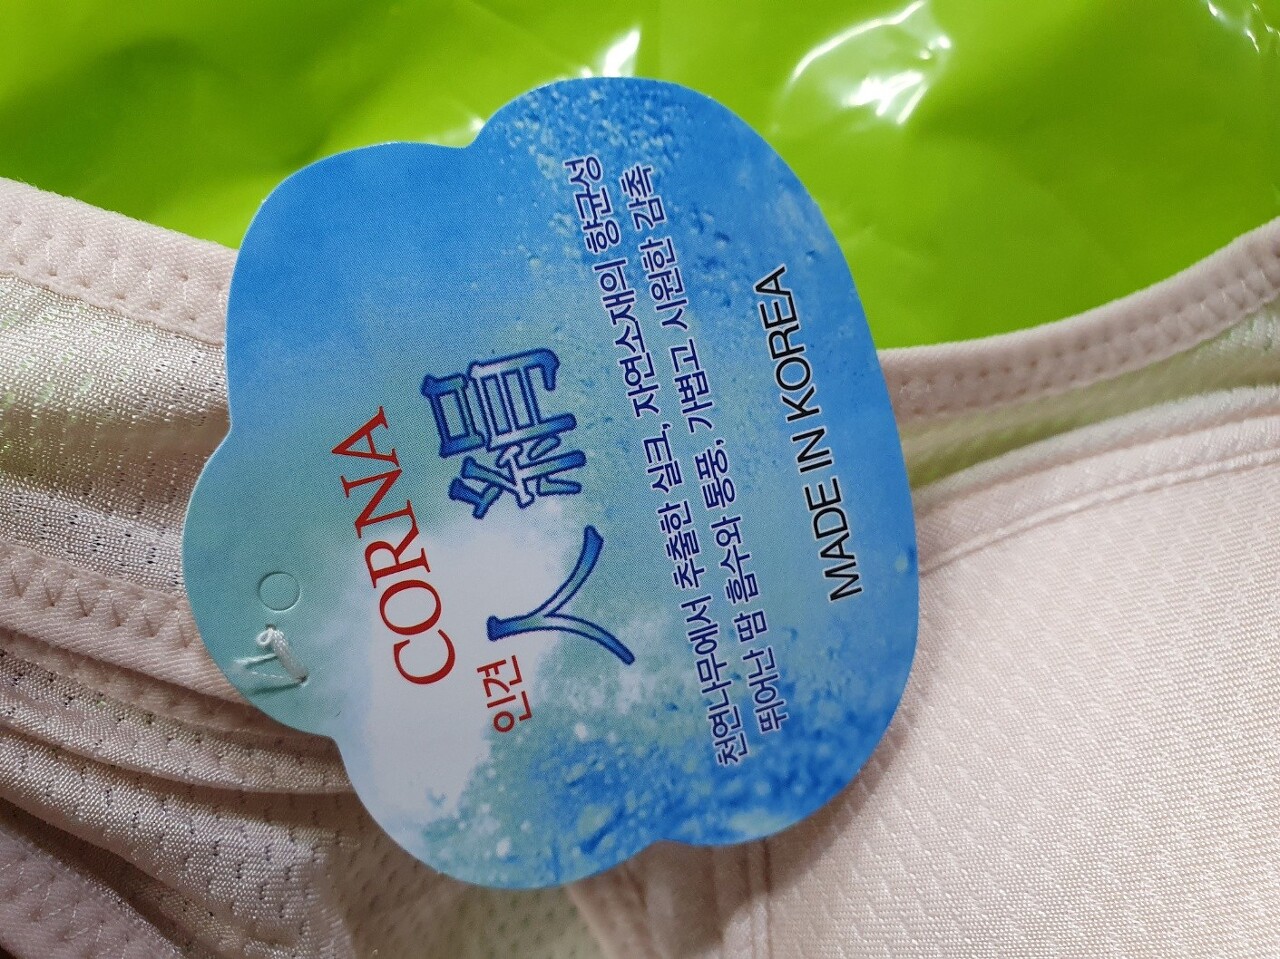 CORNA
인견 人絹
천연나무에서 추출한 실크, 자연소재의 향균성
뛰어난 땀 흡수와 통풍, 가볍고 시원한 감촉
MADE IN KOREA